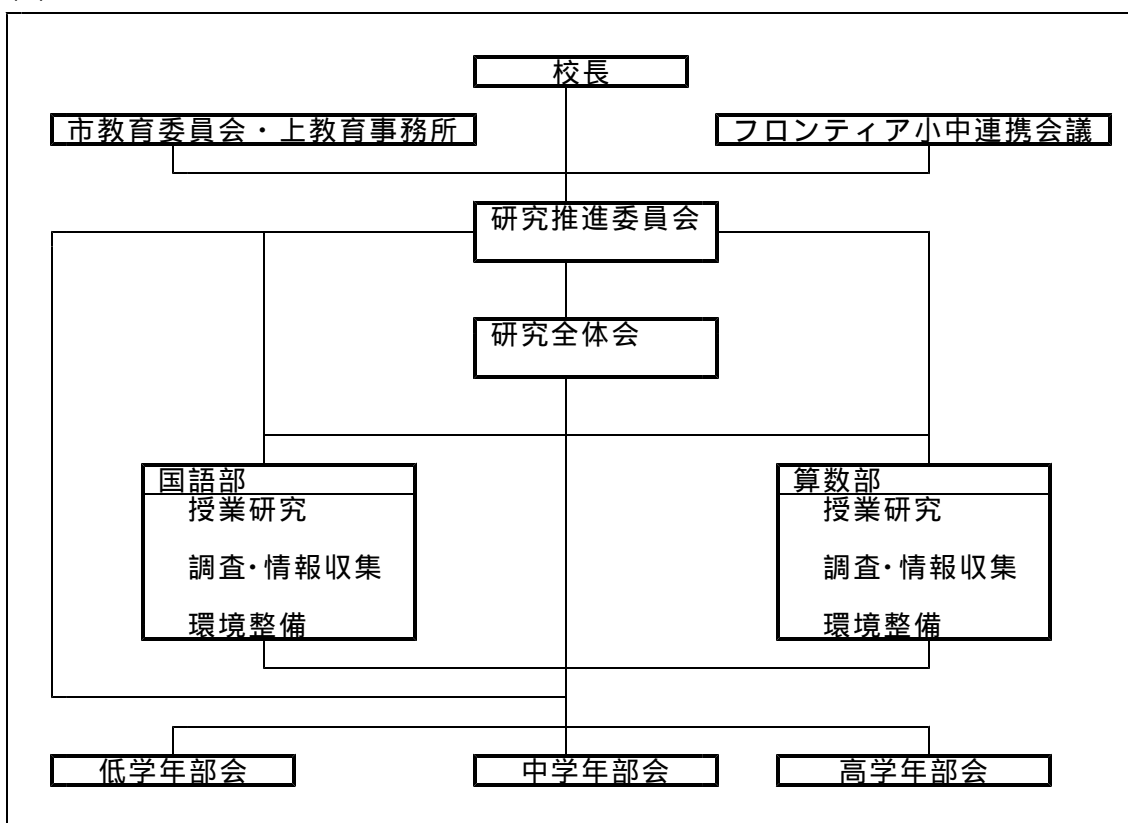 校長
市教育委員会・上教育事務所
フロンティア小中連携会議
研究推進委員会
研究全体会
国語部
授業研究
調査・情報収集
環境整備
算数部
授業研究
調査・情報収集
環境整備
低学年部会
中学年部会
高学年部会